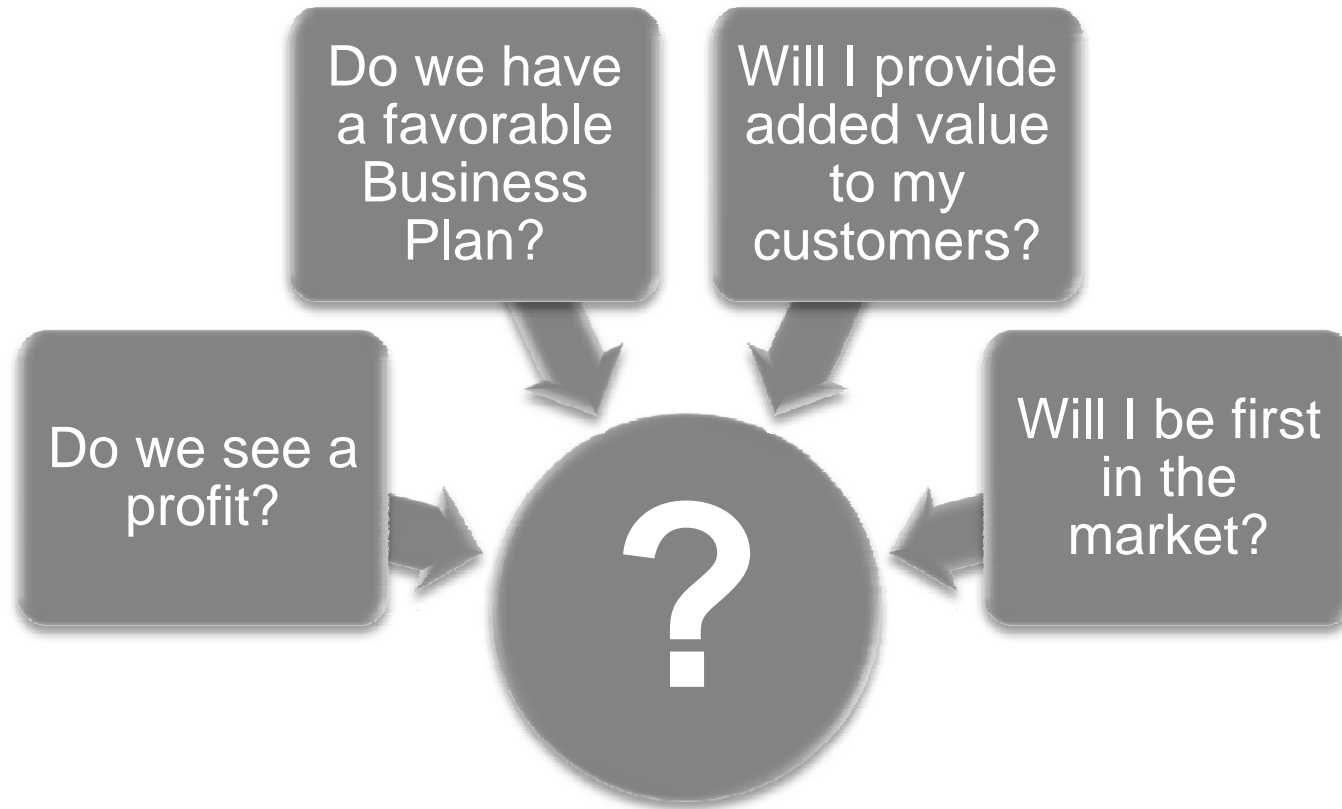 Do we have
a favorable
Business
Plan?
Will I provide
added value
to my
customers?
Do we see a
profit?
Will I be first
in the
market?
?